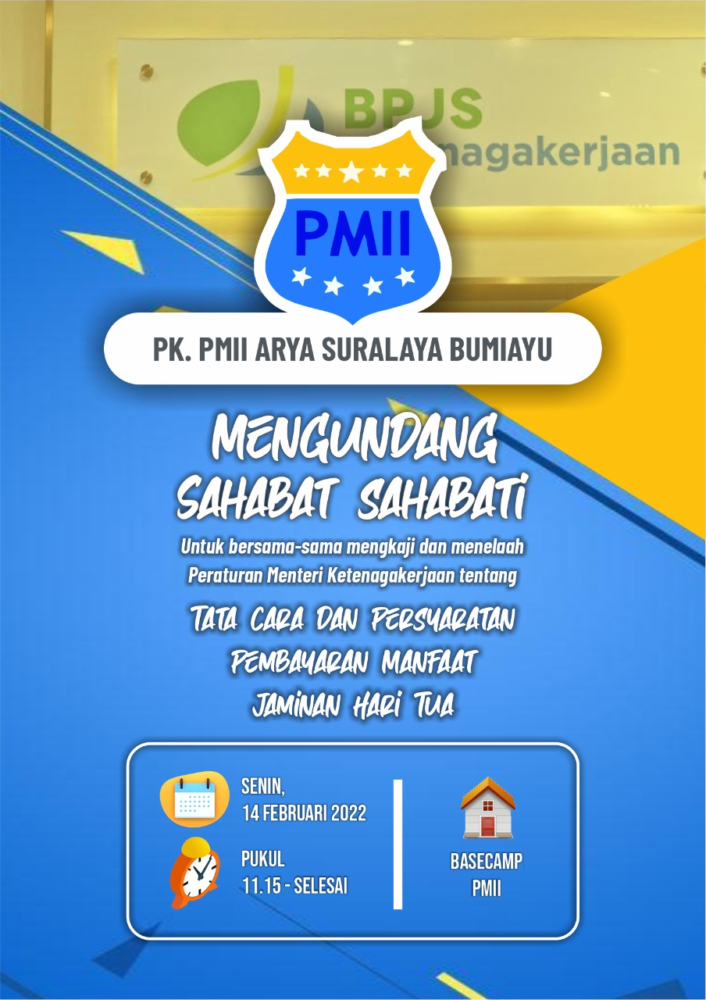 BPJS
nagakerjaan
PMII
PK. PMII ARYA SURALAYA BUMIAYU
MENGUNDANG
SAHABAT SAHABATI
Untuk bersama-sama mengkaji dan menelaah
Peraturan Menteri Ketenagakerjaan tentang
TATA CARA DAN PERSYARATAN
PEMBAYARAN MANFAAT
JAMINAN HARI TUA
SENIN,
14 FEBRUARI 2022
PUKUL
11.15 - SELESAI
BASECAMP
PMII